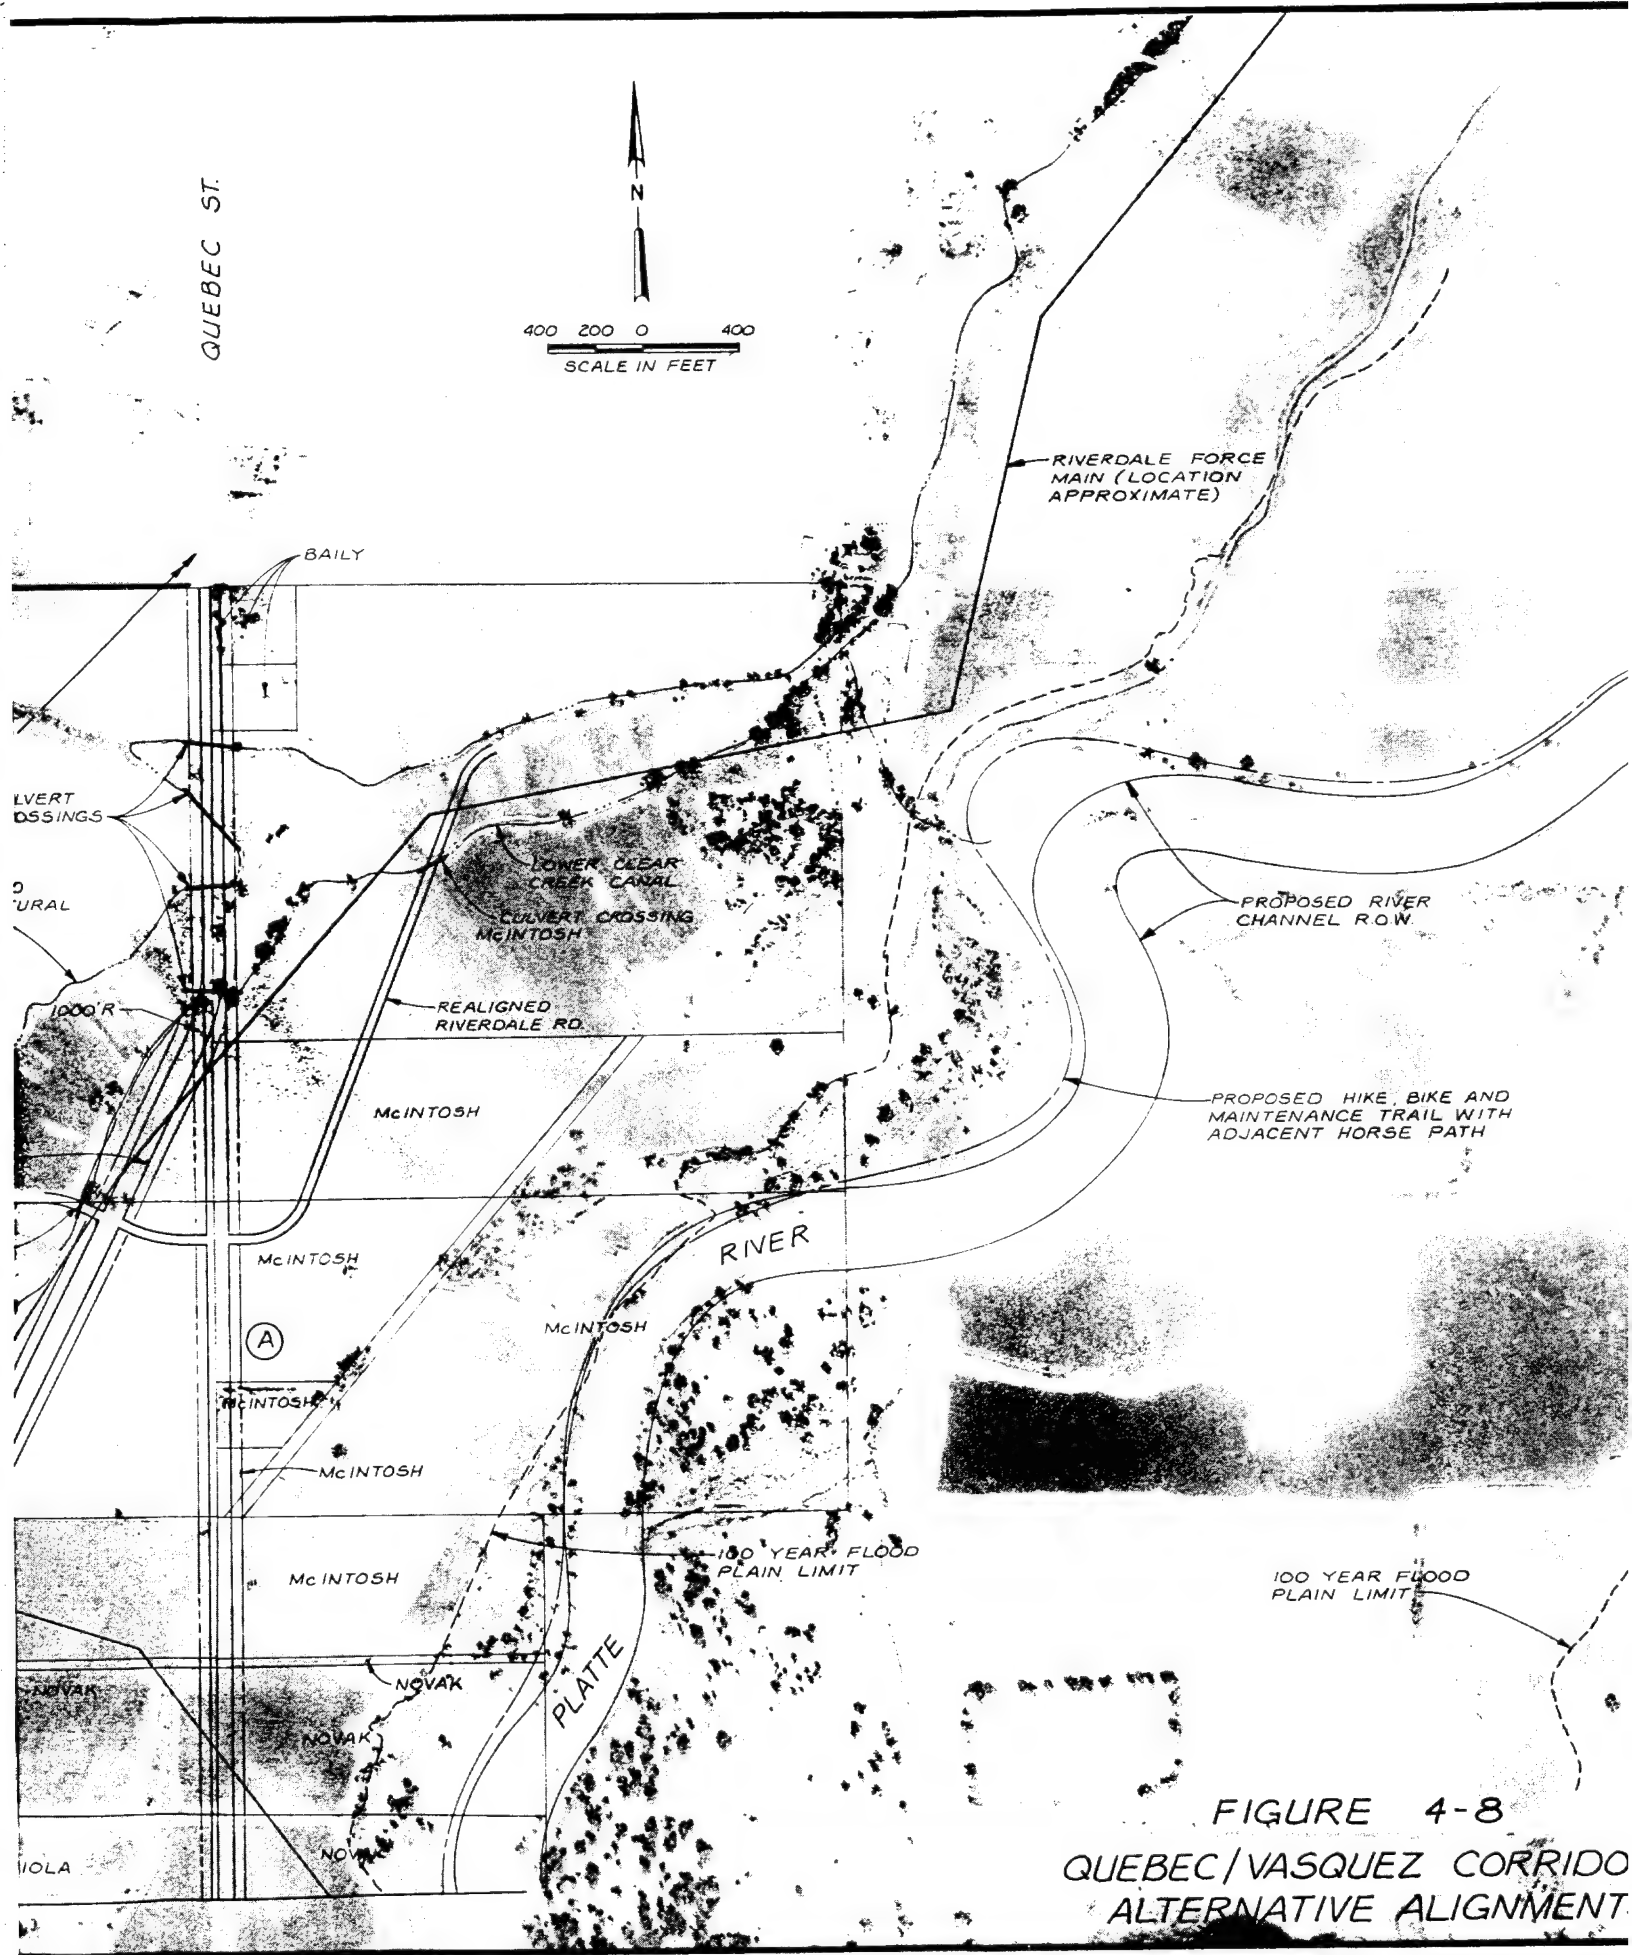 QUEBEC ST.
N
400 200 0 400
SCALE IN FEET
RIVERDALE FORCE
MAIN (LOCATION
APPROXIMATE)
BAILY
LVERT
OSSINGS
URAL
LOWER CLEAR
CREEK CANAL
CULVERT CROSSING
McINTOSH
PROPOSED RIVER
CHANNEL R.O.W.
1000'R
REALIGNED
RIVERDALE RD.
McINTOSH
PROPOSED HIKE, BIKE AND
MAINTENANCE TRAIL WITH
ADJACENT HORSE PATH
RIVER
McINTOSH
McINTOSH
A
McINTOSH
McINTOSH
100 YEAR FLOOD
PLAIN LIMIT
McINTOSH
100 YEAR FLOOD
PLAIN LIMIT
PLATTE
NOVAK
NOVAK
NOVAK
NOVAK
IOLA
FIGURE 4-8
QUEBEC/VASQUEZ CORRIDO
ALTERNATIVE ALIGNMENT